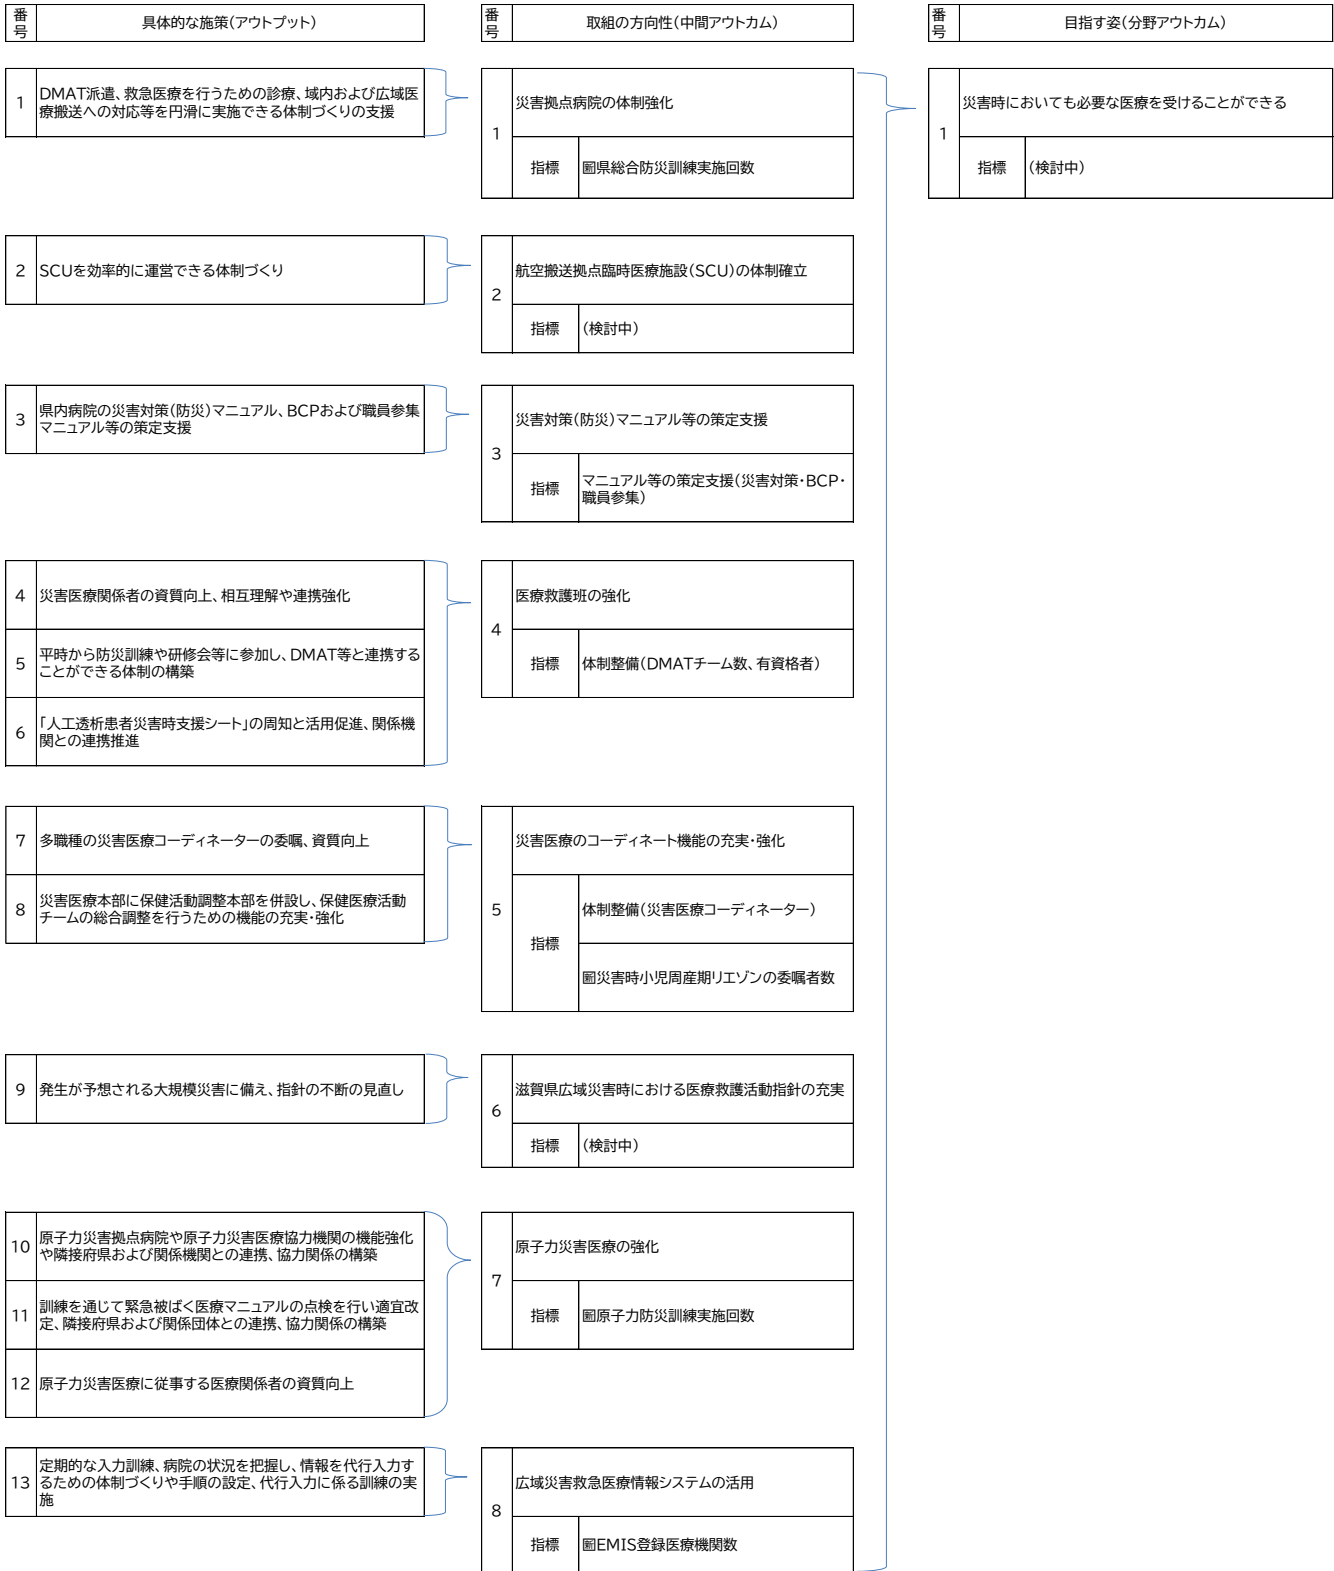 番号
具体的な施策(アウトプット)
番号
取組の方向性(中間アウトカム)
番号
目指す姿(分野アウトカム)
1
DMAT派遣、救急医療を行うための診療、域内および広域医
療搬送への対応等を円滑に実施できる体制づくりの支援
1
災害拠点病院の体制強化
指標
圏県総合防災訓練実施回数
1
災害時においても必要な医療を受けることができる
指標
(検討中)
2
SCUを効率的に運営できる体制づくり
2
航空搬送拠点臨時医療施設(SCU)の体制確立
指標
(検討中)
3
県内病院の災害対策(防災)マニュアル、BCPおよび職員参集
マニュアル等の策定支援
3
災害対策(防災)マニュアル等の策定支援
指標
マニュアル等の策定支援(災害対策・BCP・
職員参集)
4
災害医療関係者の資質向上、相互理解や連携強化
5
平時から防災訓練や研修会等に参加し、DMAT等と連携する
ことができる体制の構築
6
「人工透析患者災害時支援シート」の周知と活用促進、関係機
関との連携推進
4
医療救護班の強化
指標
体制整備(DMATチーム数、有資格者)
7
多職種の災害医療コーディネーターの委嘱、資質向上
8
災害医療本部に保健活動調整本部を併設し、保健医療活動
チームの総合調整を行うための機能の充実・強化
5
災害医療のコーディネート機能の充実・強化
指標
体制整備(災害医療コーディネーター)
圏災害時小児周産期リエゾンの委嘱者数
9
発生が予想される大規模災害に備え、指針の不断の見直し
6
滋賀県広域災害時における医療救護活動指針の充実
指標
(検討中)
10
原子力災害拠点病院や原子力災害医療協力機関の機能強化
や隣接府県および関係機関との連携、協力関係の構築
11
訓練を通じて緊急被ばく医療マニュアルの点検を行い適宜改
定、隣接府県および関係団体との連携、協力関係の構築
12
原子力災害医療に従事する医療関係者の資質向上
7
原子力災害医療の強化
指標
圏原子力防災訓練実施回数
13
定期的な入力訓練、病院の状況を把握し、情報を代行入力す
るための体制づくりや手順の設定、代行入力に係る訓練の実
施
8
広域災害救急医療情報システムの活用
指標
圏EMIS登録医療機関数